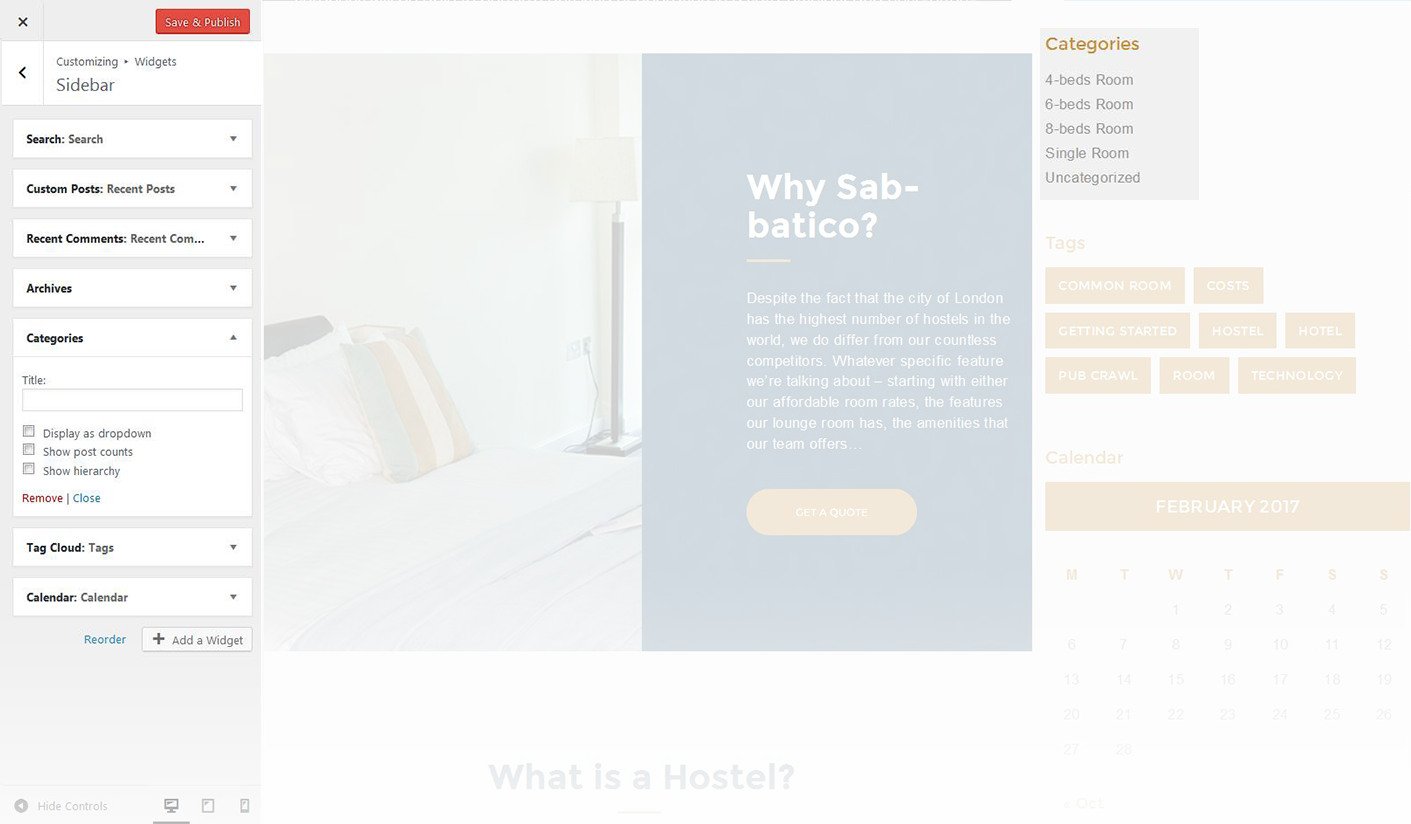 Save & Publish
Customizing ▸ Widgets
Sidebar
Search: Search
Custom Posts: Recent Posts
Recent Comments: Recent Com...
Archives
Categories
Title:
Display as dropdown
Show post counts
Show hierarchy
Remove | Close
Tag Cloud: Tags
Calendar: Calendar
Reorder
Add a Widget
Hide Controls
Why Sab-
batico?
Despite the fact that the city of London
has the highest number of hostels in the
world, we do differ from our countless
competitors. Whatever specific feature
we're talking about – starting with either
our affordable room rates, the features
our lounge room has, the amenities that
our team offers…
GET A QUOTE
What is a Hostel?
Categories
4-beds Room
6-beds Room
8-beds Room
Single Room
Uncategorized
Tags
COMMON ROOM COSTS
GETTING STARTED HOSTEL HOTEL
PUB CRAWL ROOM TECHNOLOGY
Calendar
FEBRUARY 2017
M T W T F S S
1 2 3 4 5
6 7 8 9 10 11 12
13 14 15 16 17 18 19
20 21 22 23 24 25 26
27 28
« Oct